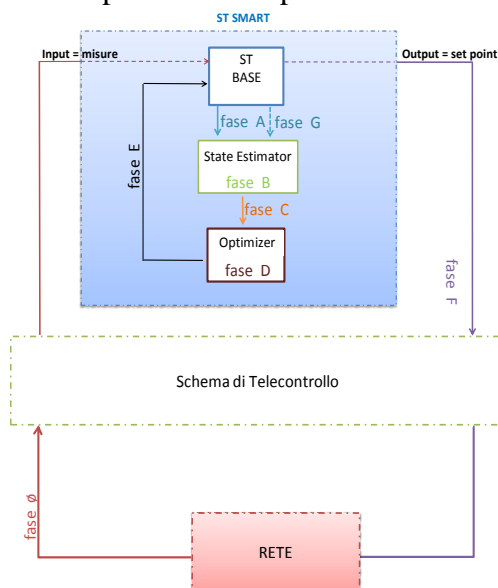 ST SMART
Input = misure
ST
BASE
Output = set point
fase A
fase G
fase E
State Estimator
fase B
fase C
Optimizer
fase D
fase F
Schema di Telecontrollo
fase ø
RETE